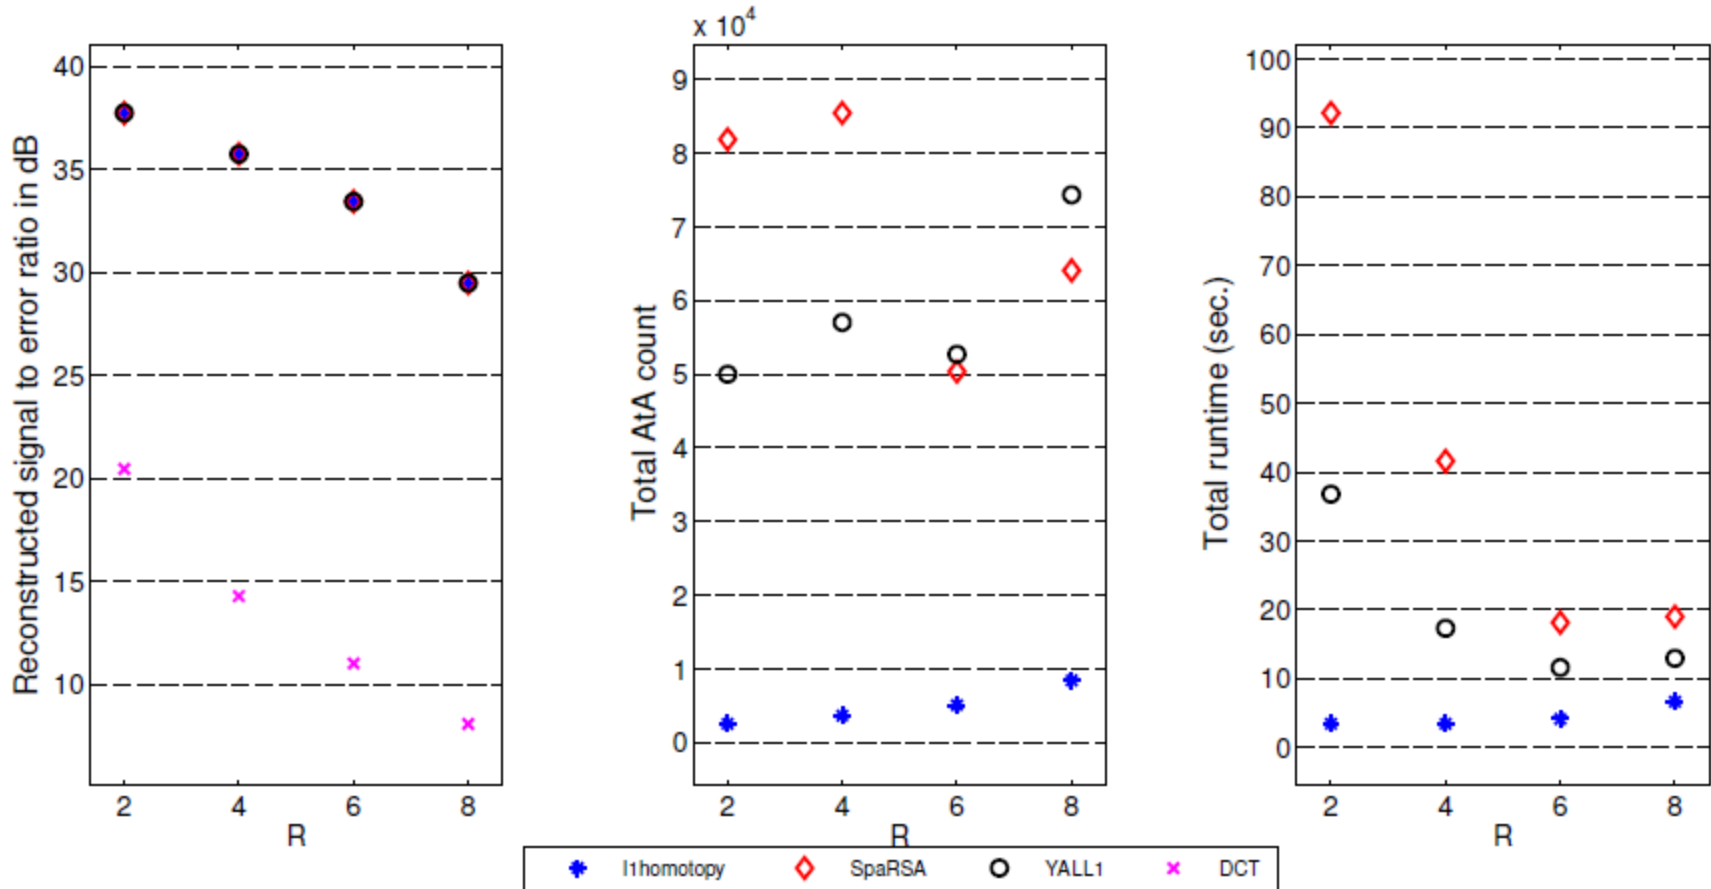 Reconstructed signal to error ratio in dB
40
35
30
25
20
15
10
2 4 6 8
R
x 10^4
Total AtA count
9
8
7
6
5
4
3
2
1
0
2 4 6 8
R
Total runtime (sec.)
100
90
80
70
60
50
40
30
20
10
0
2 4 6 8
R
l1homotopy SpaRSA YALL1 DCT